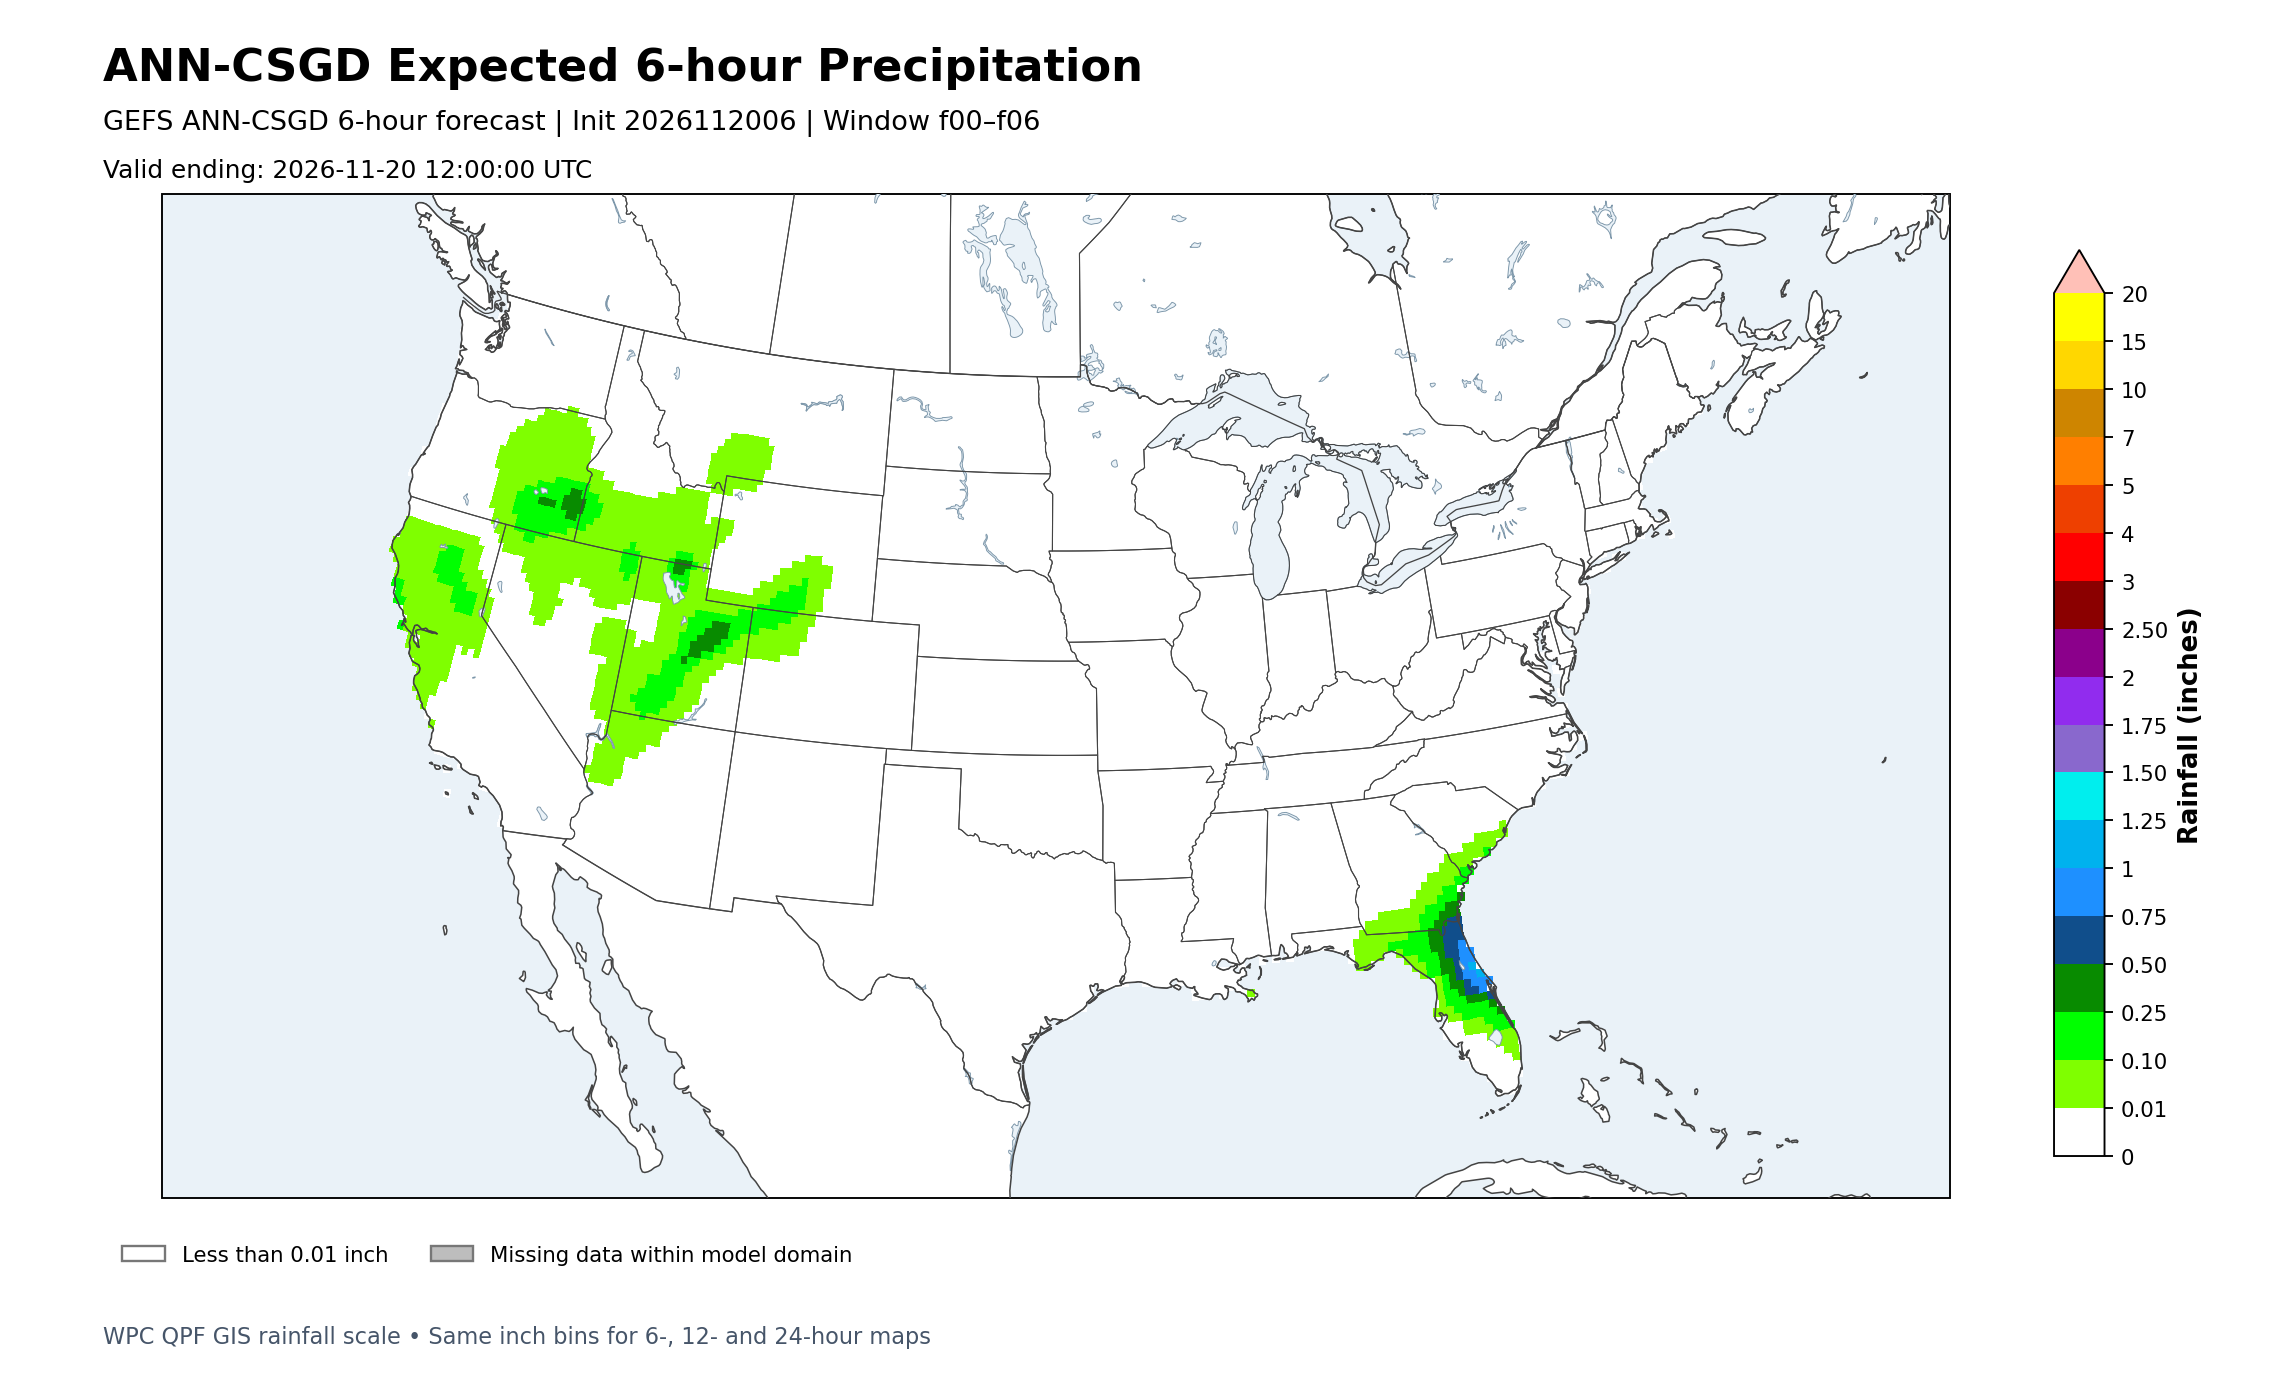 ANN-CSGD Expected 6-hour Precipitation
GEFS ANN-CSGD 6-hour forecast | Init 2026112006 | Window f00–f06
Valid ending: 2026-11-20 12:00:00 UTC
20
15
10
7
5
4
3
2.50
2
1.75
1.50
1.25
1
0.75
0.50
0.25
0.10
0.01
0
Rainfall (inches)
Less than 0.01 inch
Missing data within model domain
WPC QPF GIS rainfall scale • Same inch bins for 6-, 12- and 24-hour maps